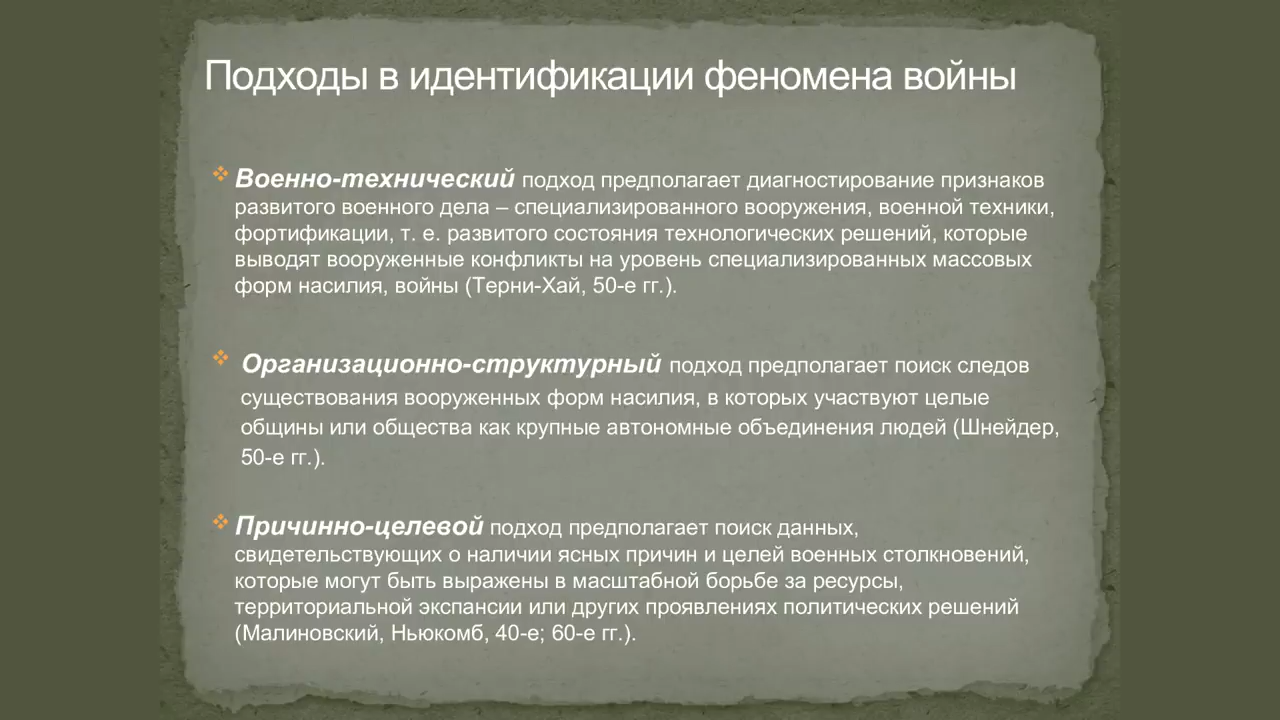 Подходы в идентификации феномена войны
Военно-технический подход предполагает диагностирование признаков
развитого военного дела – специализированного вооружения, военной техники,
фортификации, т. е. развитого состояния технологических решений, которые
выводят вооруженные конфликты на уровень специализированных массовых
форм насилия, войны (Терни-Хай, 50-е гг.).
Организационно-структурный подход предполагает поиск следов
существования вооруженных форм насилия, в которых участвуют целые
общины или общества как крупные автономные объединения людей (Шнейдер,
50-е гг.).
Причинно-целевой подход предполагает поиск данных,
свидетельствующих о наличии ясных причин и целей военных столкновений,
которые могут быть выражены в масштабной борьбе за ресурсы,
территориальной экспансии или других проявлениях политических решений
(Малиновский, Ньюкомб, 40-е; 60-е гг.).